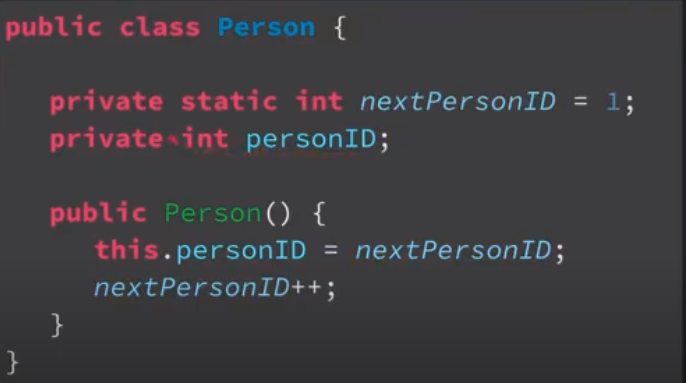 public class Person {
private static int nextPersonID = 1;
private int personID;
public Person() {
this.personID = nextPersonID;
nextPersonID++;
}
}